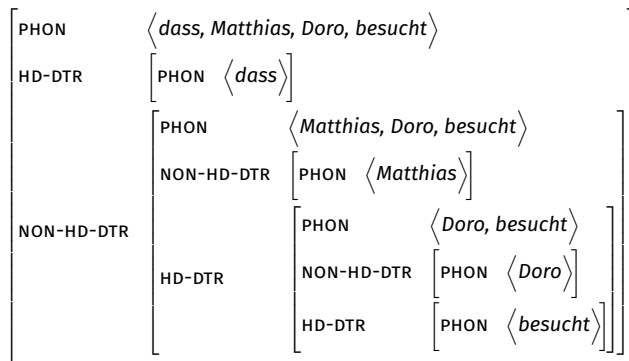 PHON ⟨dass, Matthias, Doro, besucht⟩
HD-DTR [PHON ⟨dass⟩]
PHON ⟨Matthias, Doro, besucht⟩
NON-HD-DTR [PHON ⟨Matthias⟩]
NON-HD-DTR
PHON ⟨Doro, besucht⟩
HD-DTR
NON-HD-DTR [PHON ⟨Doro⟩]
HD-DTR [PHON ⟨besucht⟩]